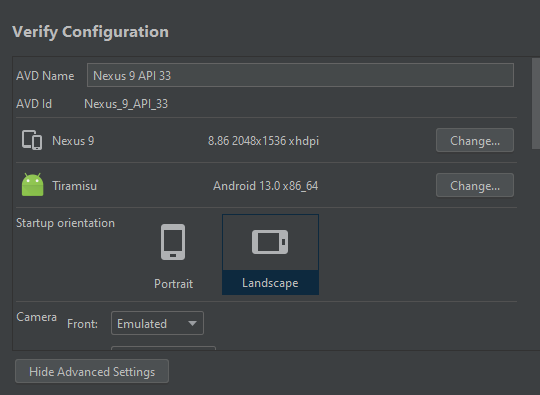 Verify Configuration
AVD Name Nexus 9 API 33
AVD Id Nexus_9_API_33
Nexus 9 8.86 2048x1536 xhdpi Change...
Tiramisu Android 13.0 x86_64 Change...
Startup orientation
Portrait Landscape
Camera Front: Emulated
Hide Advanced Settings